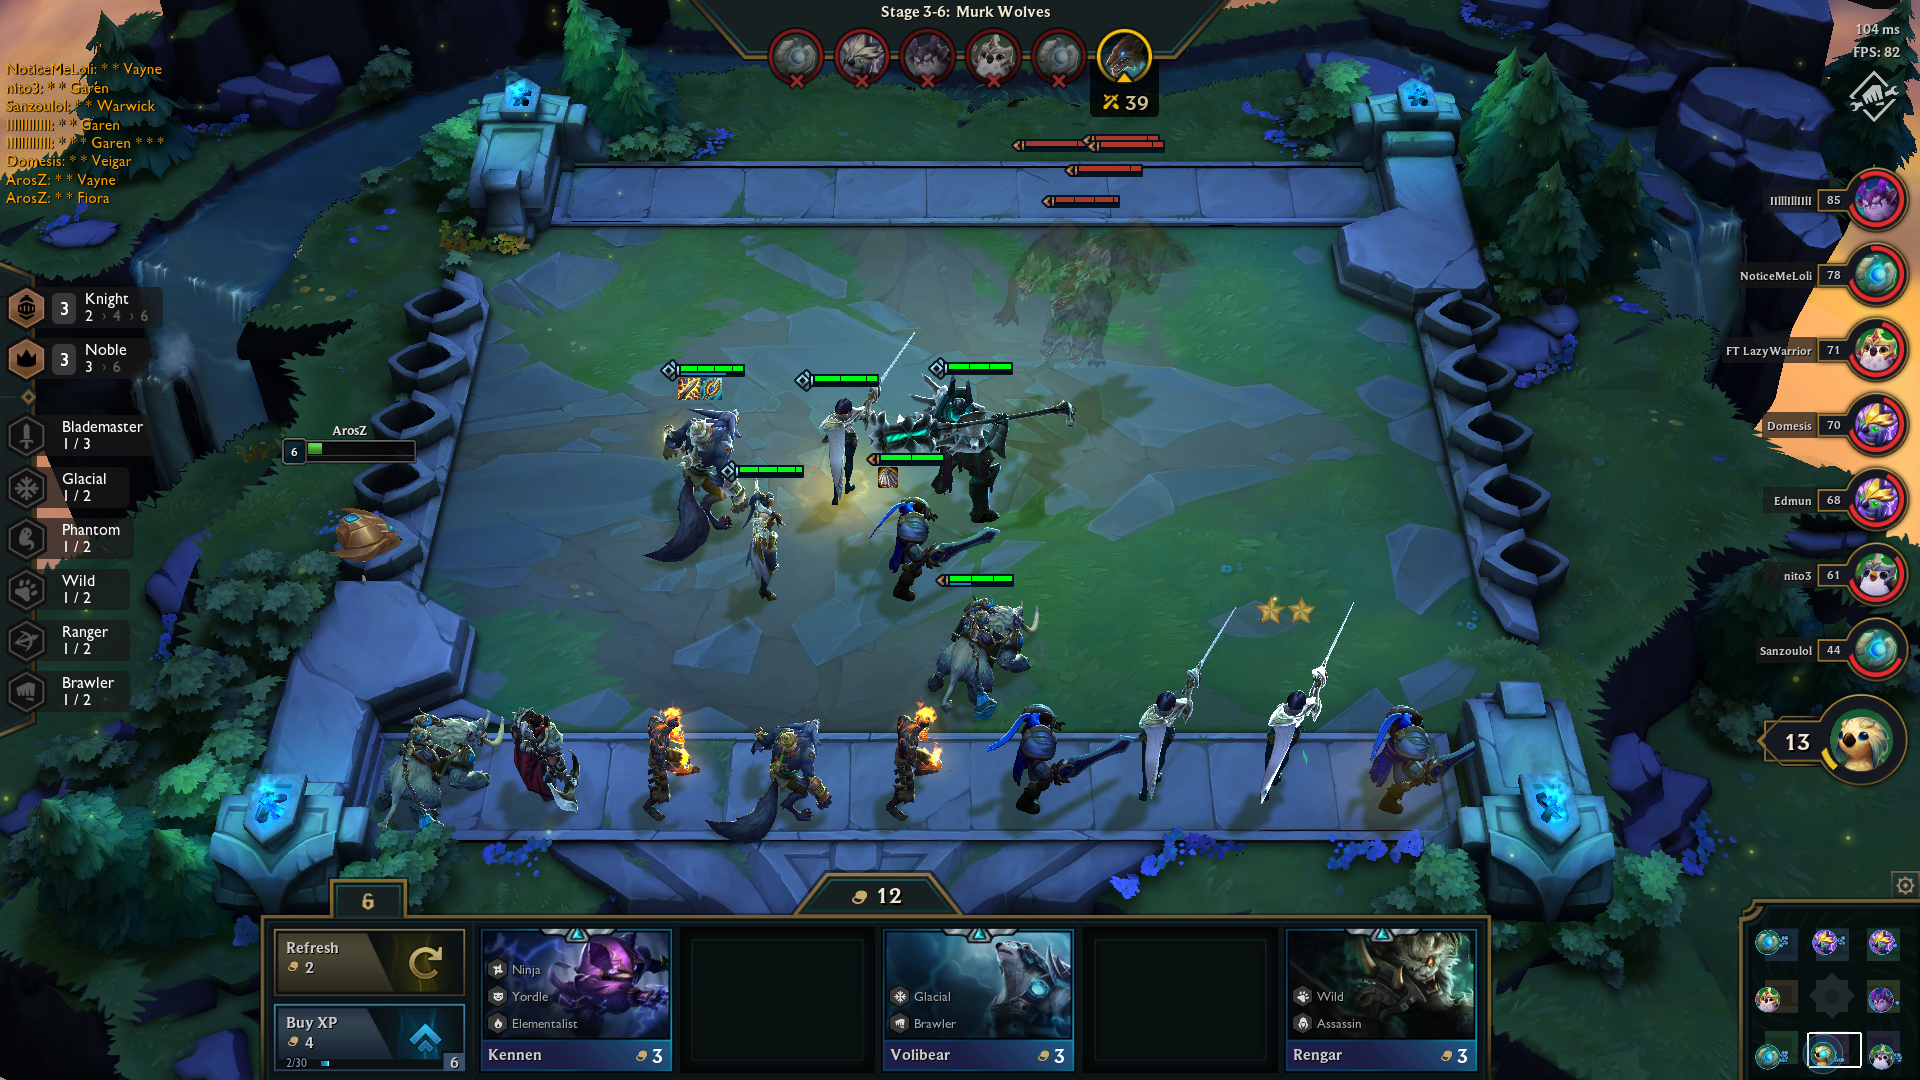 Stage 3-6: Murk Wolves
39
104 ms
FPS: 82
NoticeMeLoli: * * Vayne
nito3: * * Garen
Sanzoulol: * * Warwick
* * Garen
* * Garen * * *
Domesis: * * Veigar
ArosZ: * * Vayne
ArosZ: * * Fiora
3
Knight
2 › 4 › 6
3
Noble
3 › 6
Blademaster
1 / 3
Glacial
1 / 2
Phantom
1 / 2
Wild
1 / 2
Ranger
1 / 2
Brawler
1 / 2
ArosZ
6
85
NoticeMeLoli 78
FT LazyWarrior 71
Domesis 70
Edmun 68
nito3 61
Sanzoulol 44
13
6
12
Refresh
2
Buy XP
4
2/30
6
Ninja
Yordle
Elementalist
Kennen 3
Glacial
Brawler
Volibear 3
Wild
Assassin
Rengar 3